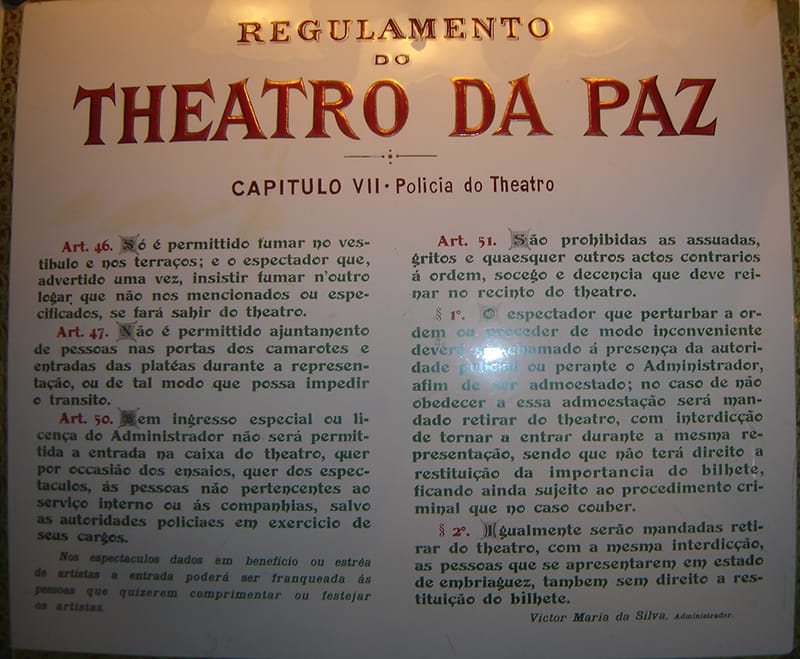 REGULAMENTO
DO
THEATRO DA PAZ
CAPITULO VII · Policia do Theatro
Art. 46. Só é permittido fumar no ves-
tibulo e nos terraços; e o espectador que,
advertido uma vez, insistir fumar n'outro
logar que não nos mencionados ou espe-
cificados, se fará sahir do theatro.
Art. 47. Não é permittido ajuntamento
de pessoas nas portas dos camarotes e
entradas das platéas durante a represen-
tação, ou de tal modo que possa impedir
o transito.
Art. 50. Nem ingresso especial ou li-
cença do Administrador não será permit-
tida a entrada na caixa do theatro, quer
por occasião dos ensaios, quer dos espec-
taculos, ás pessoas não pertencentes ao
serviço interno ou ás companhias, salvo
as autoridades policiaes em exercicio de
seus cargos.
Nos espectaculos dados em beneficio ou estréa
de artistas a entrada poderá ser franqueada ás
pessoas que quizerem comprimentar ou festejar
os artistas
Art. 51. São prohibidas as assuadas,
gritos e quaesquer outros actos contrarios
á ordem, socego e decencia que deve rei-
nar no recinto do theatro.
§ 1º. O espectador que perturbar a or-
dem ou proceder de modo inconveniente
deverá ser chamado á presença da autori-
dade policial ou perante o Administrador,
afim de ser admoestado; no caso de não
obedecer a essa admoestação será man-
dado retirar do theatro, com interdicção
de tornar a entrar durante a mesma re-
presentação, sendo que não terá direito a
restituição da importancia do bilhete,
ficando ainda sujeito ao procedimento cri-
minal que no caso couber.
§ 2º. Igualmente serão mandadas reti-
rar do theatro, com a mesma interdicção,
as pessoas que se apresentarem em estado
de embriaguez, tambem sem direito a res-
tituição do bilhete.
Victor Maria da Silva, Administrador.